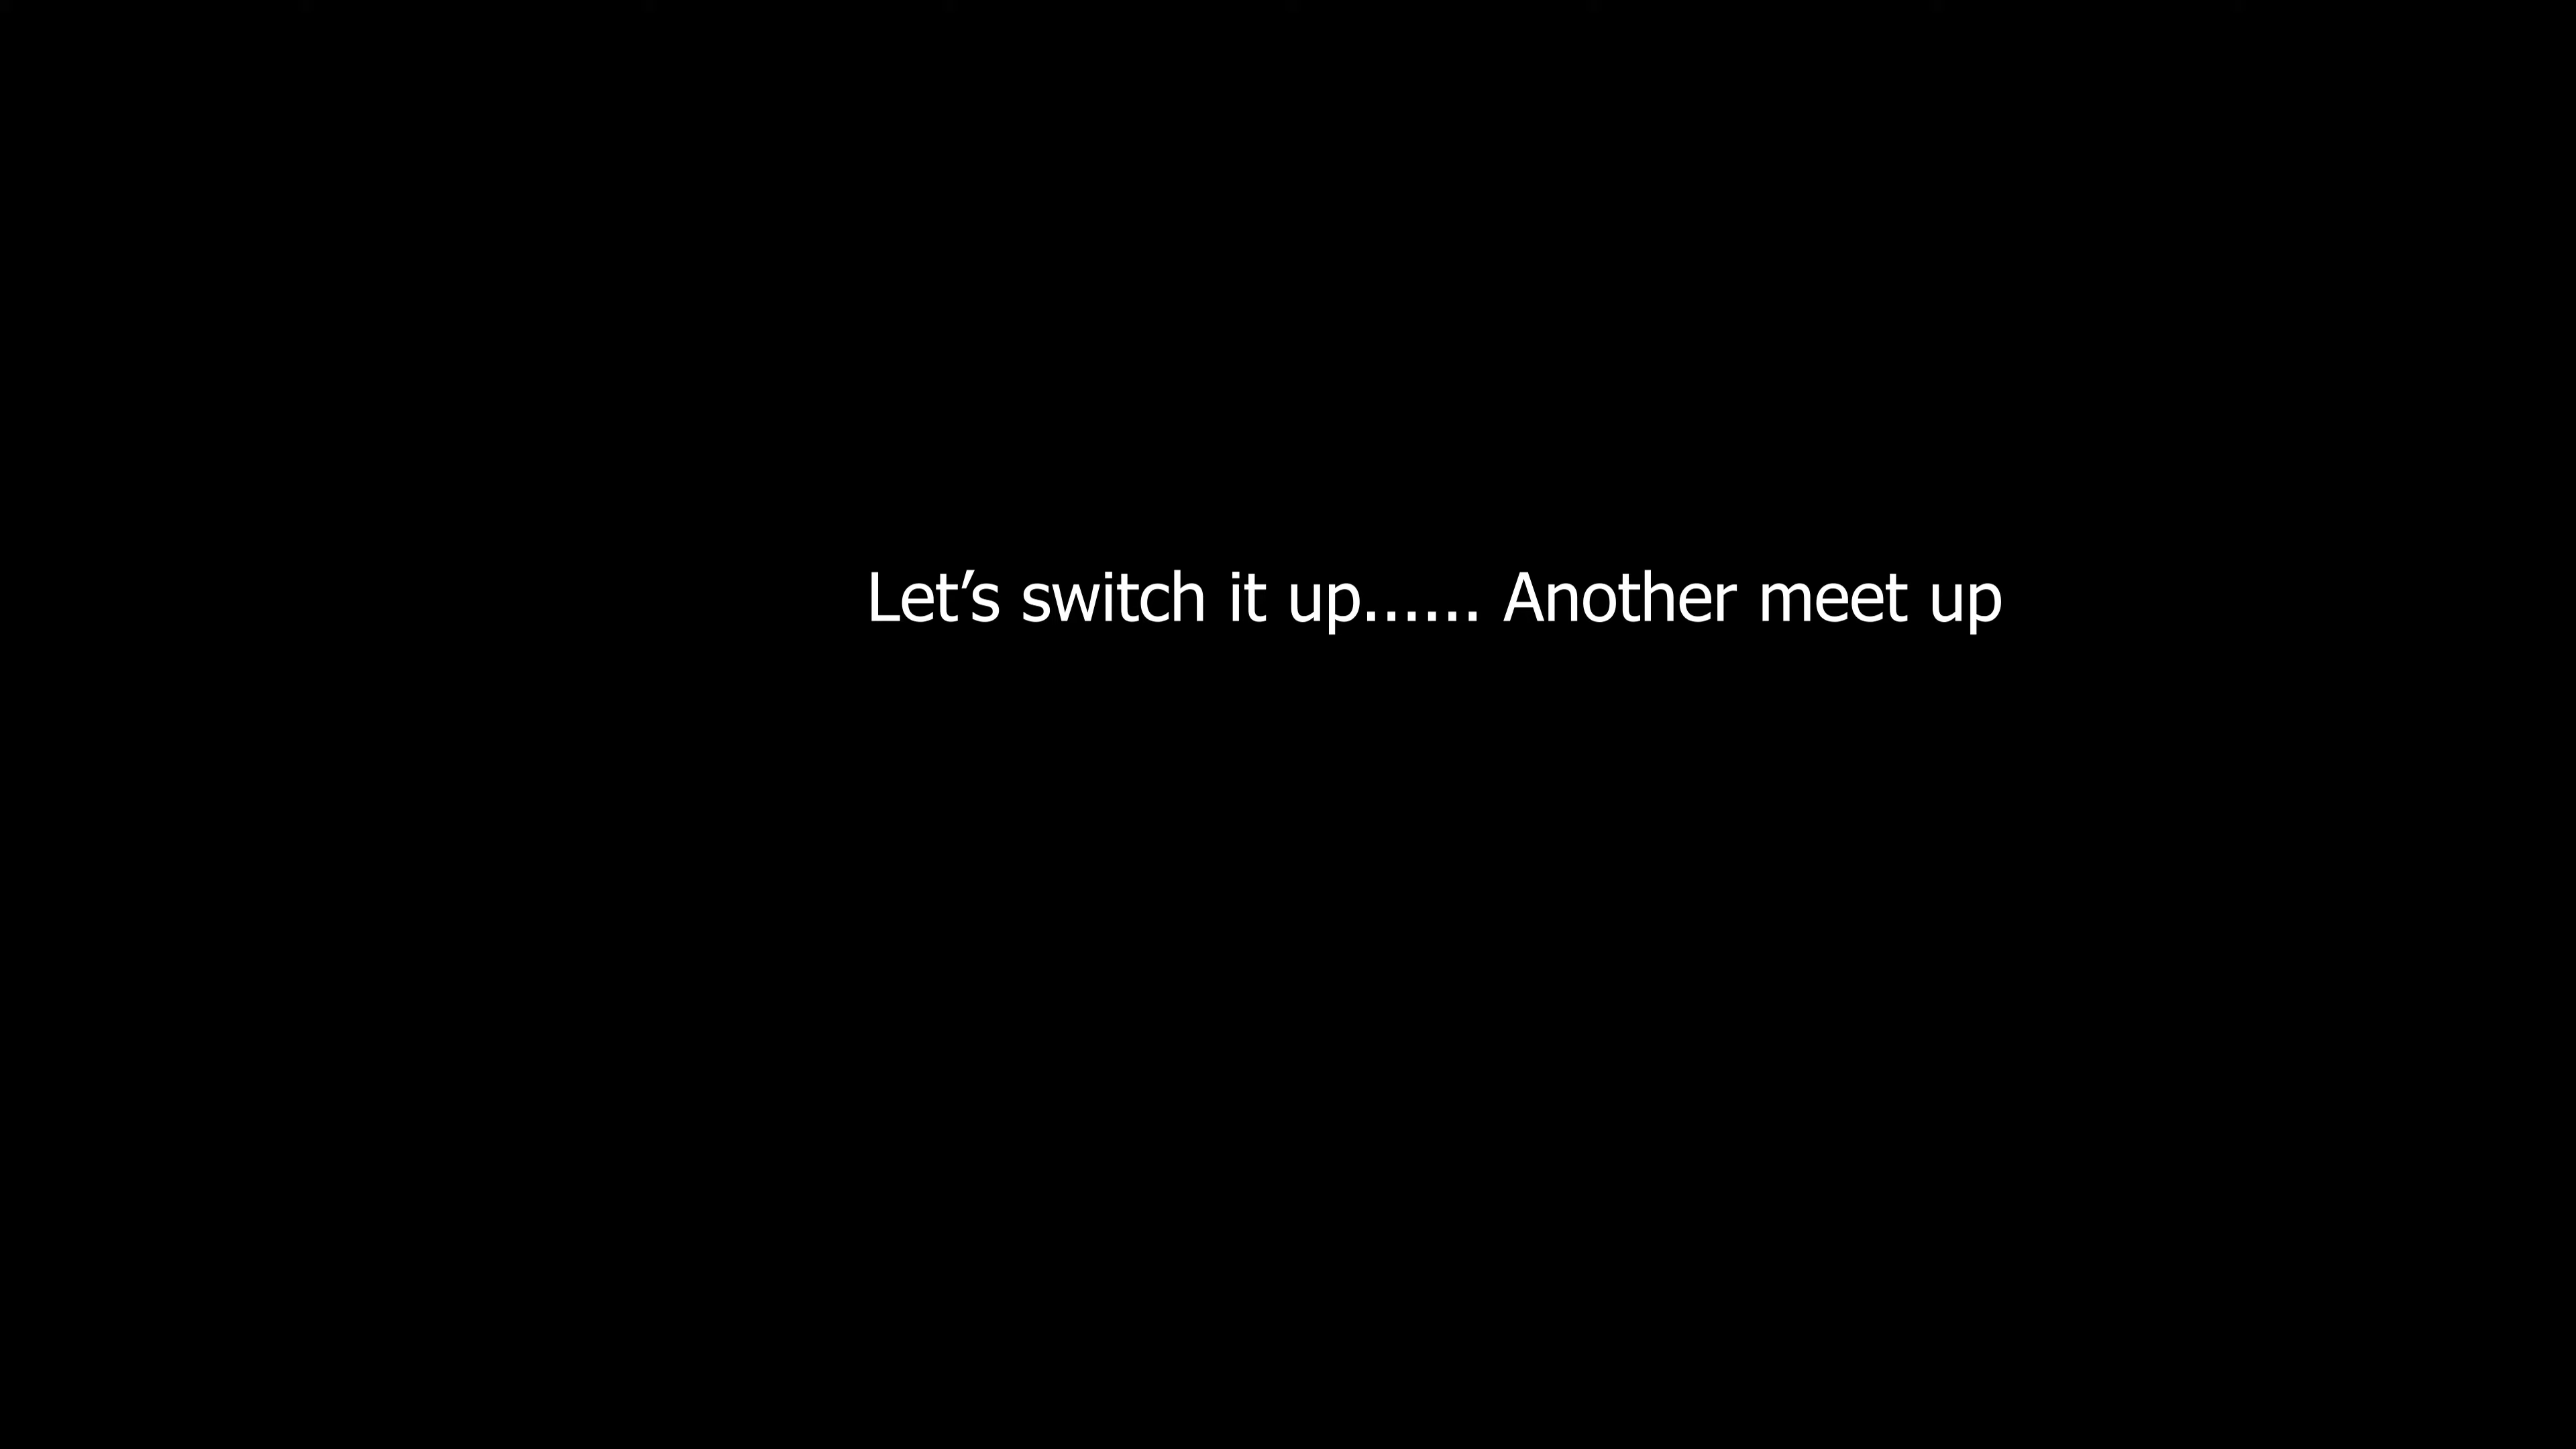 Let’s switch it up...... Another meet up